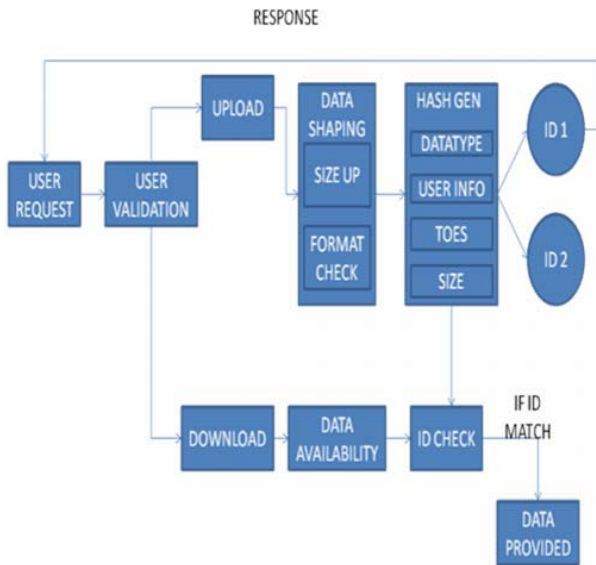 RESPONSE
UPLOAD
DATA
SHAPING
SIZE UP
FORMAT
CHECK
HASH GEN
DATATYPE
USER INFO
TOES
SIZE
ID 1
ID 2
USER
REQUEST
USER
VALIDATION
DOWNLOAD
DATA
AVAILABILITY
ID CHECK
IF ID
MATCH
DATA
PROVIDED